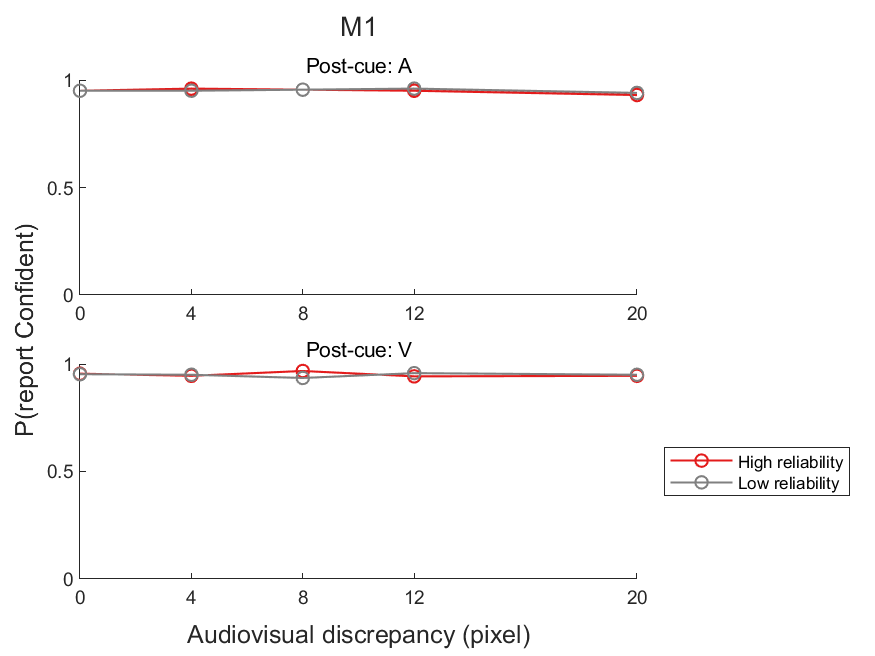 M1
Post-cue: A
1
0.5
0
0 4 8 12 20
P(report Confident)
Post-cue: V
1
0.5
0
0 4 8 12 20
Audiovisual discrepancy (pixel)
High reliability
Low reliability